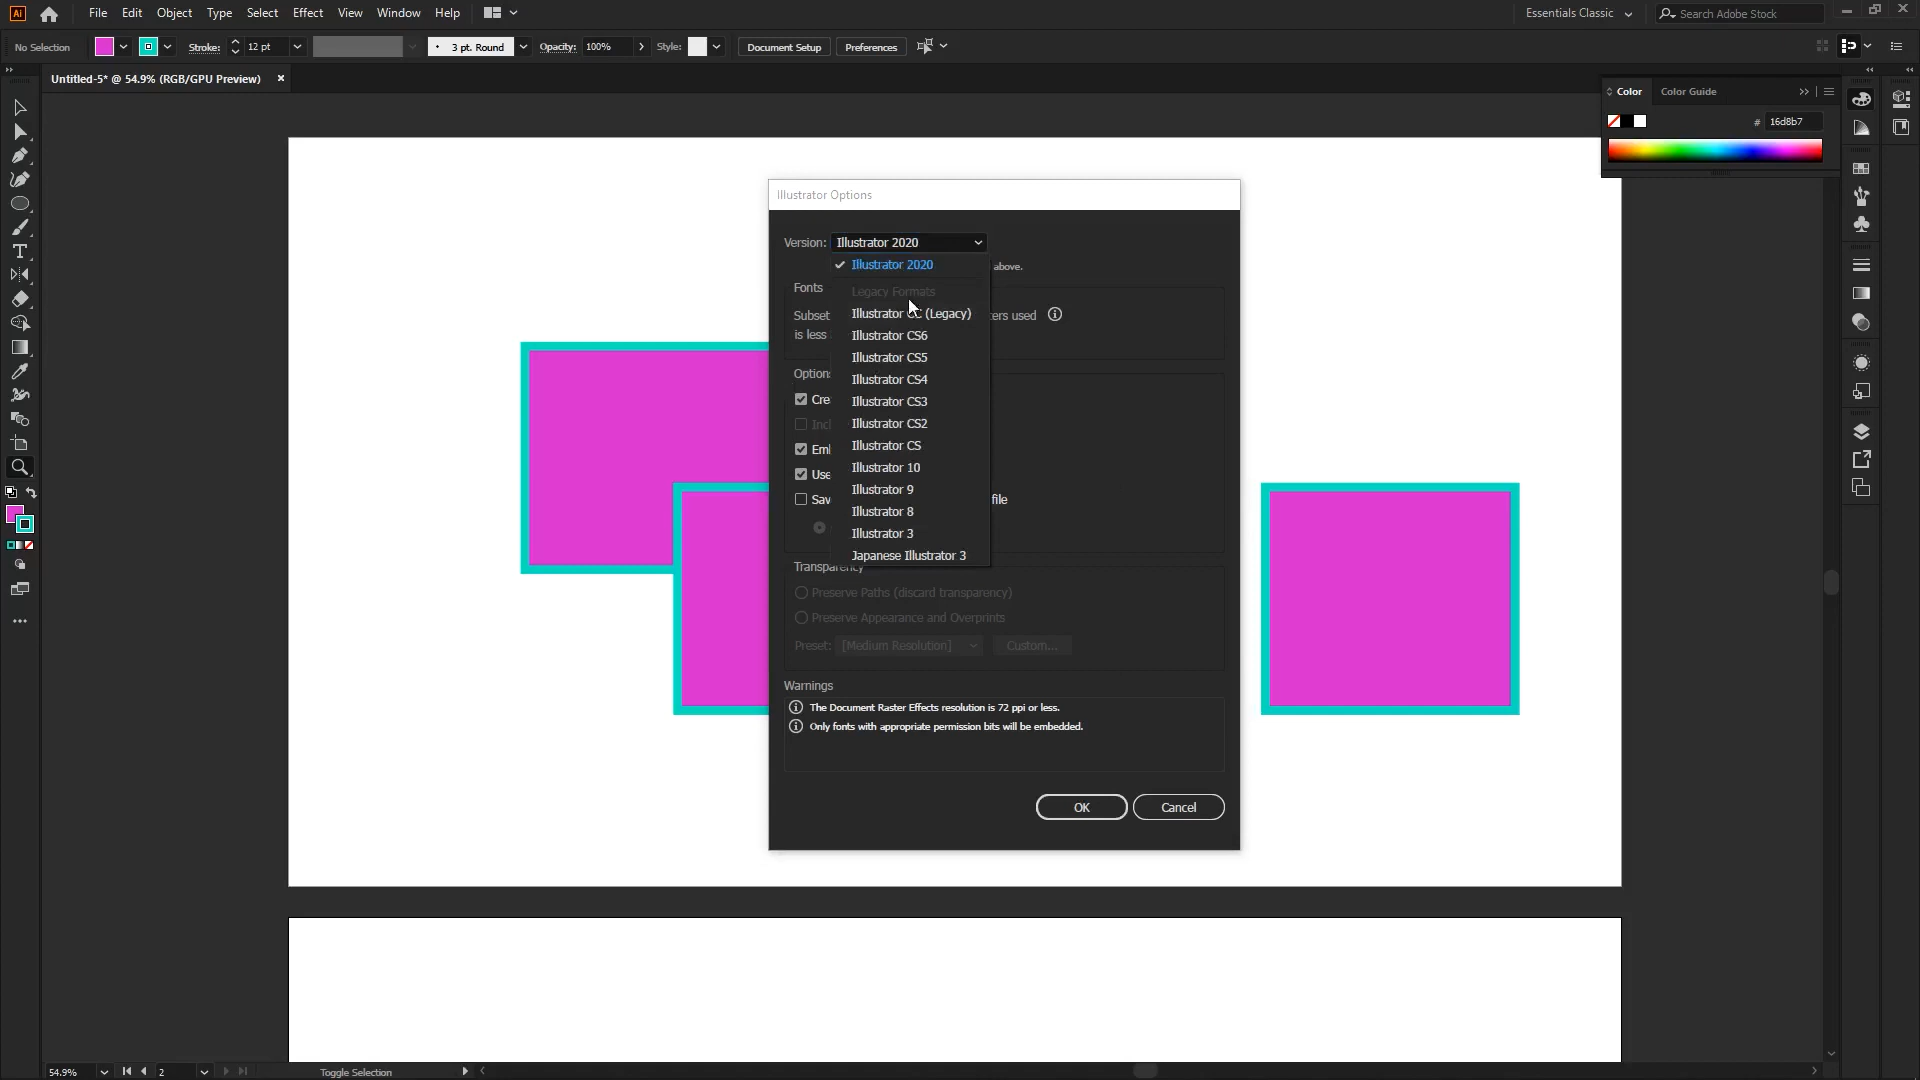 Ai
File Edit Object Type Select Effect View Window Help
Essentials Classic
Search Adobe Stock
No Selection
Stroke: 12 pt
3 pt. Round
Opacity: 100%
Style:
Document Setup
Preferences
Untitled-5* @ 54.9% (RGB/GPU Preview)
Color
Color Guide
# 16d8b7
Illustrator Options
Version: Illustrator 2020
Illustrator 2020
above.
Fonts
Legacy Formats
Subset
Illustrator CC (Legacy)
used
is less
Illustrator CS6
Illustrator CS5
Options
Illustrator CS4
Illustrator CS3
Illustrator CS2
Illustrator CS
Illustrator 10
Use
Illustrator 9
file
Illustrator 8
Illustrator 3
Japanese Illustrator 3
Transparency
Preserve Paths (discard transparency)
Preserve Appearance and Overprints
Preset: [Medium Resolution]
Custom...
Warnings
The Document Raster Effects resolution is 72 ppi or less.
Only fonts with appropriate permission bits will be embedded.
OK
Cancel
54.9%
2
Toggle Selection